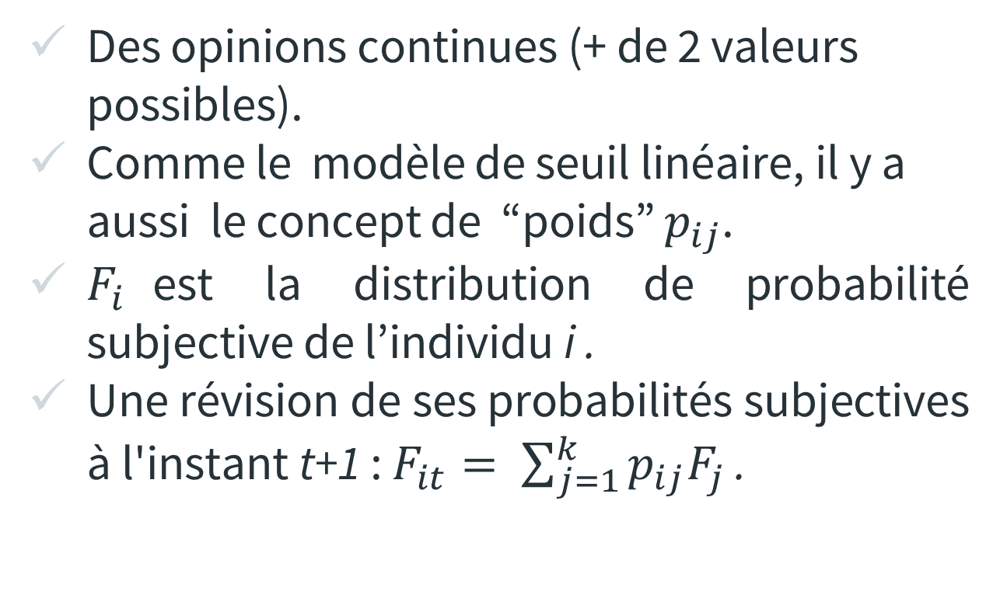 ✓ Des opinions continues (+ de 2 valeurs
possibles).
✓ Comme le modèle de seuil linéaire, il y a
aussi le concept de “poids” $p_{ij}$.
✓ $F_i$ est la distribution de probabilité
subjective de l’individu i .
✓ Une révision de ses probabilités subjectives
à l'instant t+1 : $F_{it} = \sum_{j=1}^{k} p_{ij} F_j$ .